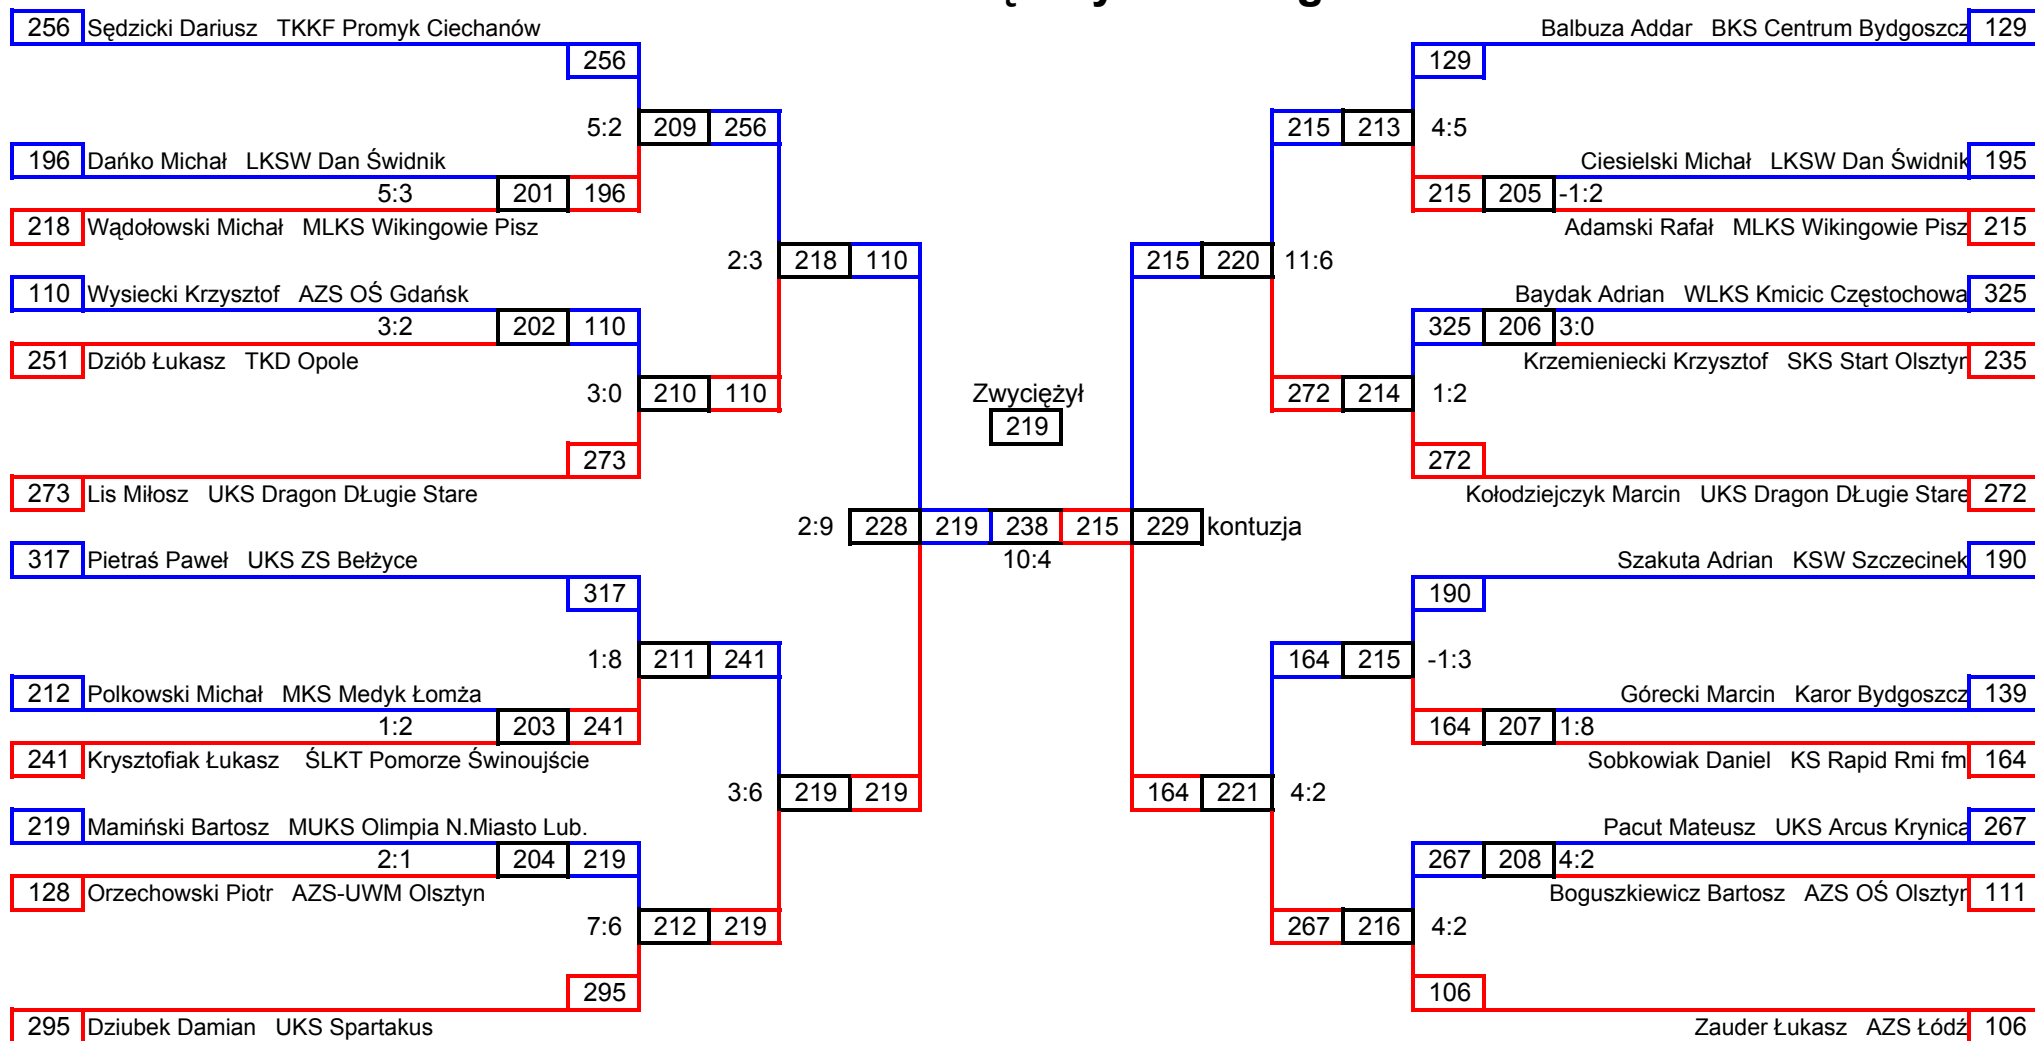 256 Sędzicki Dariusz TKKF Promyk Ciechanów Balbuza Addar BKS Centrum Bydgoszcz 129
256 129
5:2 209 256 215 213 4:5
196 Dańko Michał LKSW Dan Świdnik Ciesielski Michał LKSW Dan Świdnik 195
5:3 201 196 215 205 -1:2
218 Wądołowski Michał MLKS Wikingowie Pisz Adamski Rafał MLKS Wikingowie Pisz 215
2:3 218 110 215 220 11:6
110 Wysiecki Krzysztof AZS OŚ Gdańsk Baydak Adrian WLKS Kmicic Częstochowa 325
3:2 202 110 325 206 3:0
251 Dziób Łukasz TKD Opole Krzemieniecki Krzysztof SKS Start Olsztyn 235
3:0 210 110 Zwyciężył 272 214 1:2
219
273 272
273 Lis Miłosz UKS Dragon DŁugie Stare Kołodziejczyk Marcin UKS Dragon DŁugie Stare 272
2:9 228 219 238 215 229 kontuzja
10:4
317 Pietraś Paweł UKS ZS Bełżyce Szakuta Adrian KSW Szczecinek 190
317 190
1:8 211 241 164 215 -1:3
212 Polkowski Michał MKS Medyk Łomża Górecki Marcin Karor Bydgoszcz 139
1:2 203 241 164 207 1:8
241 Krysztofiak Łukasz ŚLKT Pomorze Świnoujście Sobkowiak Daniel KS Rapid Rmi fm 164
3:6 219 219 164 221 4:2
219 Mamiński Bartosz MUKS Olimpia N.Miasto Lub. Pacut Mateusz UKS Arcus Krynica 267
2:1 204 219 267 208 4:2
128 Orzechowski Piotr AZS-UWM Olsztyn Boguszkiewicz Bartosz AZS OŚ Olsztyn 111
7:6 212 219 267 216 4:2
295 106
295 Dziubek Damian UKS Spartakus Zauder Łukasz AZS Łódź 106